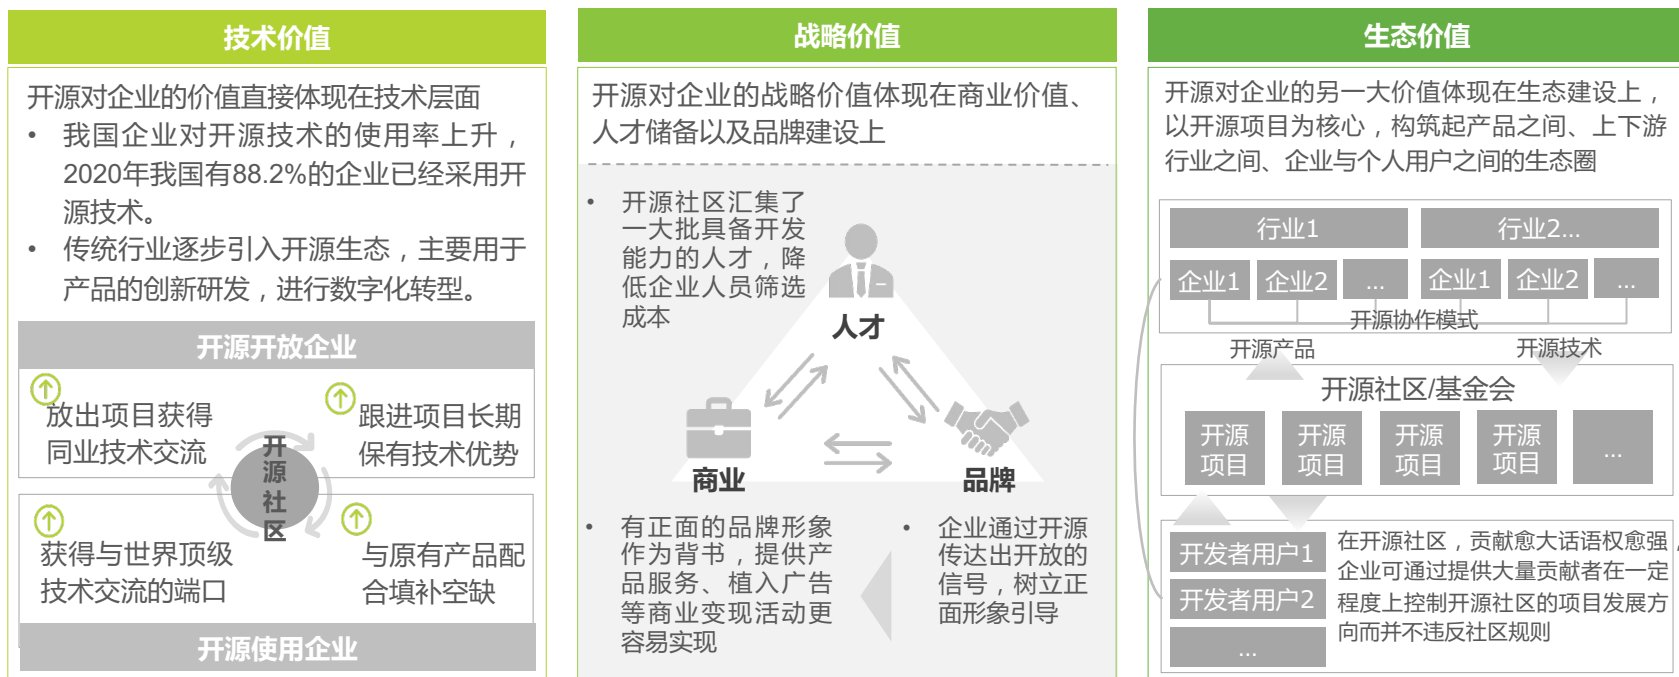 技术价值
开源对企业的价值直接体现在技术层面
• 我国企业对开源技术的使用率上升，
2020年我国有88.2%的企业已经采用开
源技术。
• 传统行业逐步引入开源生态，主要用于
产品的创新研发，进行数字化转型。
开源开放企业
放出项目获得
同业技术交流
跟进项目长期
保有技术优势
开
源
社
区
获得与世界顶级
技术交流的端口
与原有产品配
合填补空缺
开源使用企业
战略价值
开源对企业的战略价值体现在商业价值、
人才储备以及品牌建设上
• 开源社区汇集了
一大批具备开发
能力的人才，降
低企业人员筛选
成本
人才
商业
品牌
• 有正面的品牌形象
作为背书，提供产
品服务、植入广告
等商业变现活动更
容易实现
• 企业通过开源
传达出开放的
信号，树立正
面形象引导
生态价值
开源对企业的另一大价值体现在生态建设上，
以开源项目为核心，构筑起产品之间、上下游
行业之间、企业与个人用户之间的生态圈
行业1
行业2...
企业1
企业2
...
企业1
企业2
...
开源协作模式
开源产品
开源技术
开源社区/基金会
开源
项目
开源
项目
开源
项目
开源
项目
...
开发者用户1
开发者用户2
...
在开源社区，贡献愈大话语权愈强，
企业可通过提供大量贡献者在一定
程度上控制开源社区的项目发展方
向而并不违反社区规则